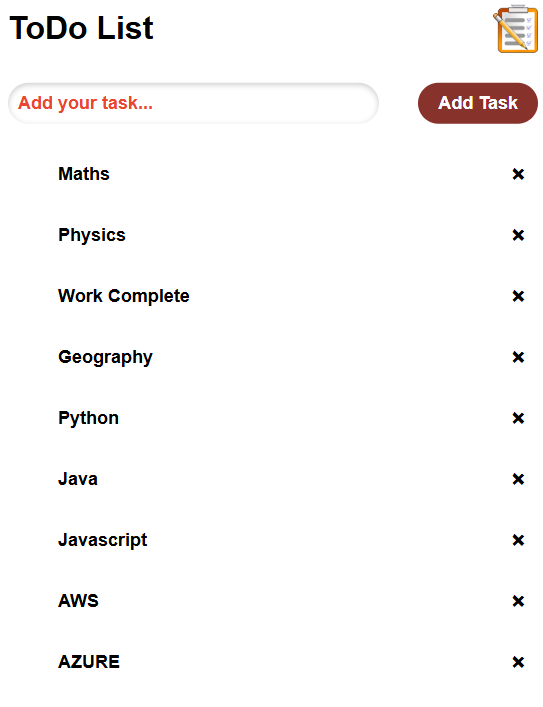 ToDo List
Add your task...
Add Task
Maths ×
Physics ×
Work Complete ×
Geography ×
Python ×
Java ×
Javascript ×
AWS ×
AZURE ×